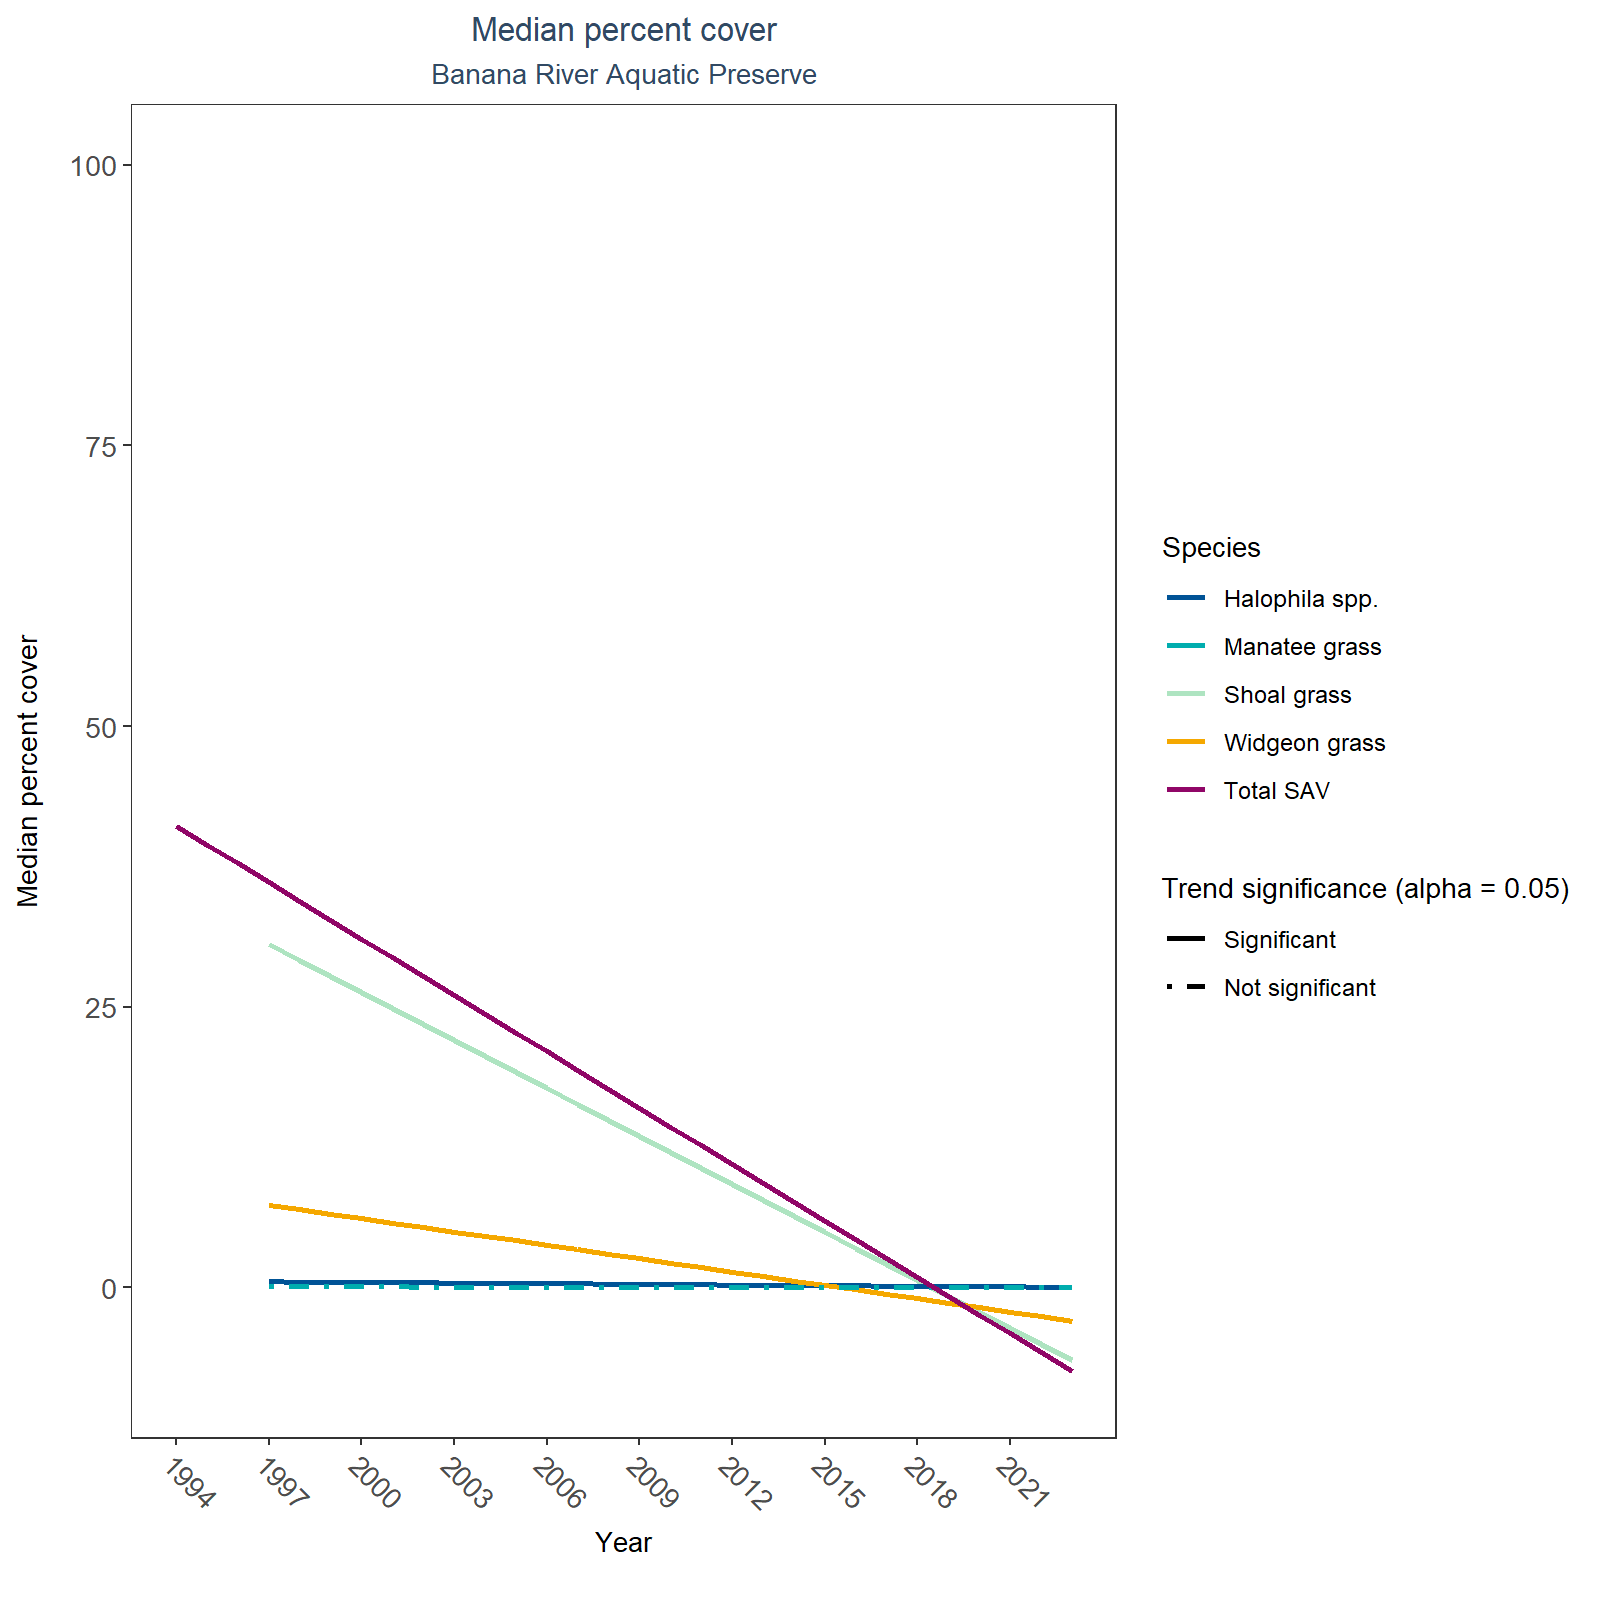 Median percent cover
Banana River Aquatic Preserve
Median percent cover
100
75
50
25
0
1994
1997
2000
2003
2006
2009
2012
2015
2018
2021
Year
Species
Halophila spp.
Manatee grass
Shoal grass
Widgeon grass
Total SAV
Trend significance (alpha = 0.05)
Significant
Not significant